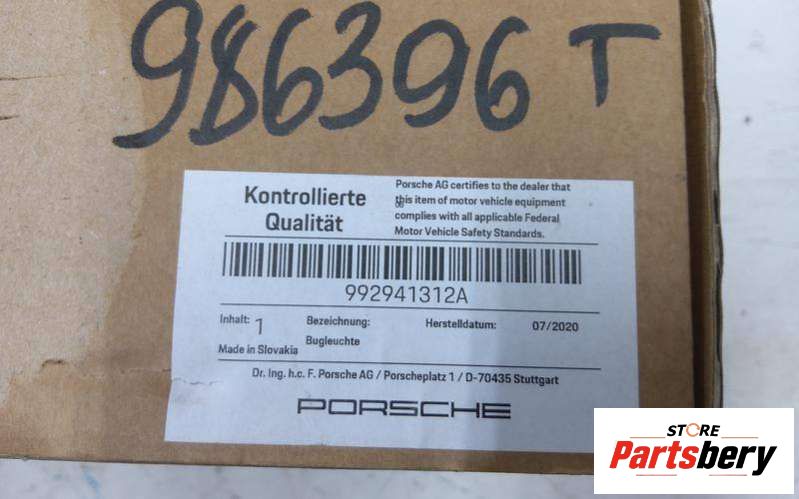 986396 T
Kontrollierte
Qualität
Porsche AG certifies to the dealer that
this item of motor vehicle equipment
complies with all applicable Federal
Motor Vehicle Safety Standards.
992941312A
Inhalt: 1
Bezeichnung:
Herstelldatum: 07/2020
Bugleuchte
Made in Slovakia
Dr. Ing. h.c. F. Porsche AG / Porscheplatz 1 / D-70435 Stuttgart
PORSCHE
STORE
Partsbery